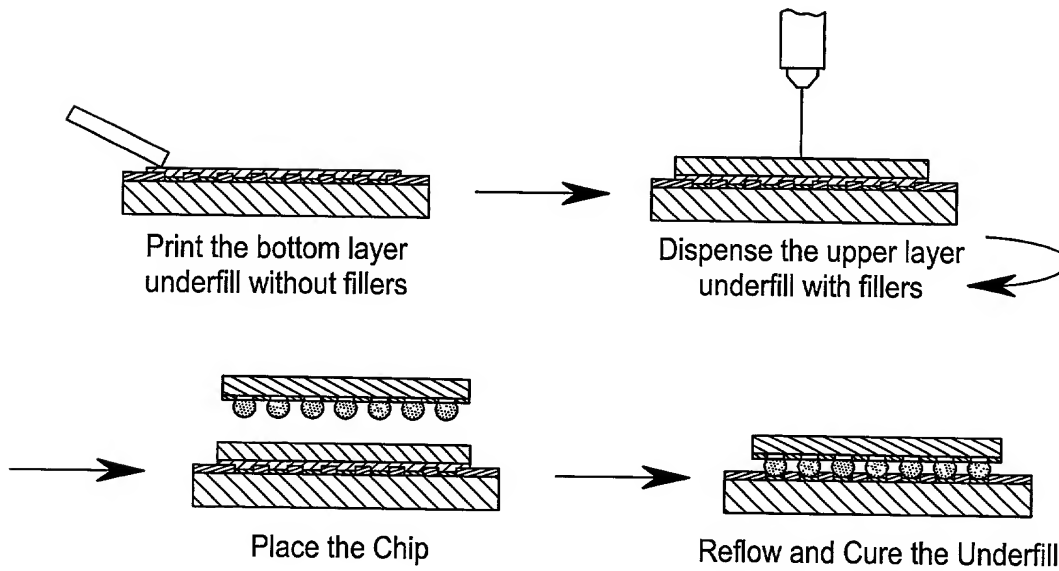 Print the bottom layer
underfill without fillers
Dispense the upper layer
underfill with fillers
Place the Chip
Reflow and Cure the Underfill